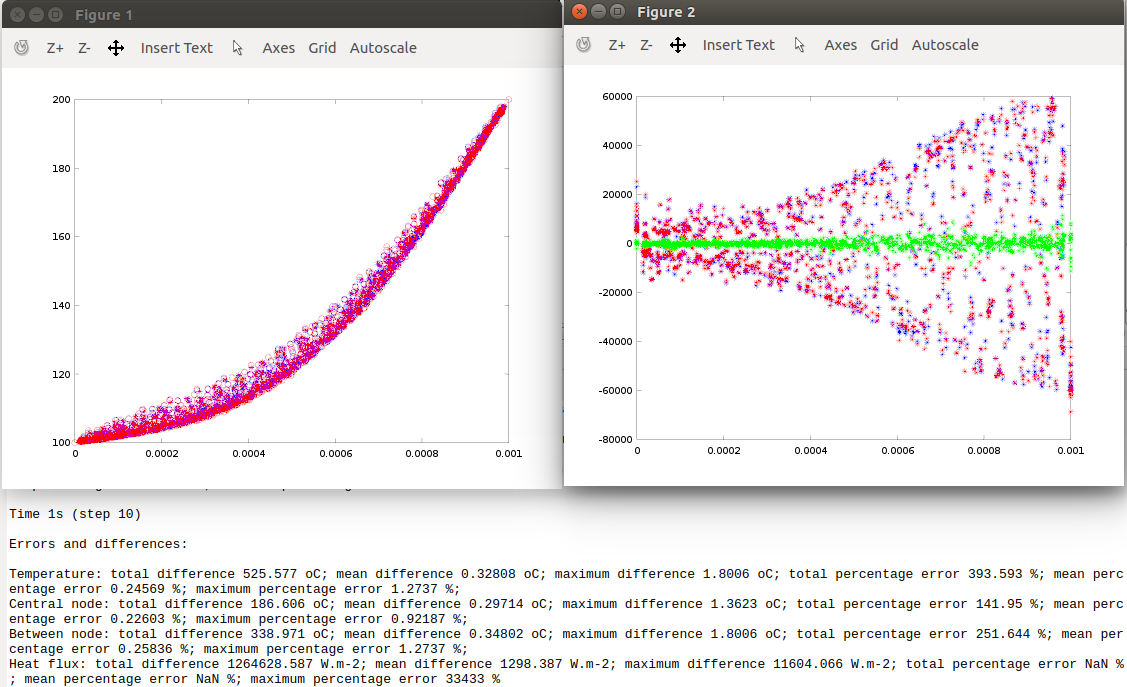 Figure 1
Z+ Z- Insert Text Axes Grid Autoscale
200
180
160
140
120
100
0 0.0002 0.0004 0.0006 0.0008 0.001
Figure 2
Z+ Z- Insert Text Axes Grid Autoscale
60000
40000
20000
0
-20000
-40000
-60000
-80000
0 0.0002 0.0004 0.0006 0.0008 0.001
Time 1s (step 10)
Errors and differences:
Temperature: total difference 525.577 oC; mean difference 0.32808 oC; maximum difference 1.8006 oC; total percentage error 393.593 %; mean perc
entage error 0.24569 %; maximum percentage error 1.2737 %;
Central node: total difference 186.606 oC; mean difference 0.29714 oC; maximum difference 1.3623 oC; total percentage error 141.95 %; mean perc
entage error 0.22603 %; maximum percentage error 0.92187 %;
Between node: total difference 338.971 oC; mean difference 0.34802 oC; maximum difference 1.8006 oC; total percentage error 251.644 %; mean per
centage error 0.25836 %; maximum percentage error 1.2737 %;
Heat flux: total difference 1264628.587 W.m-2; mean difference 1298.387 W.m-2; maximum difference 11604.066 W.m-2; total percentage error NaN %
; mean percentage error NaN %; maximum percentage error 33433 %